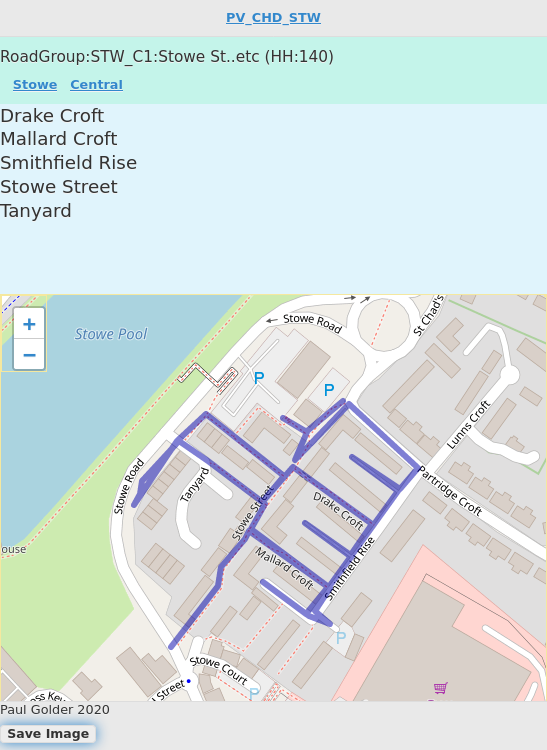 PV_CHD_STW
RoadGroup:STW_C1:Stowe St..etc (HH:140)
Stowe Central
Drake Croft
Mallard Croft
Smithfield Rise
Stowe Street
Tanyard
+
−
Stowe Pool
Stowe Road
St Chad's
P
P
Lunns Croft
Stowe Road
Tanyard
Partridge Croft
Stowe Street
Drake Croft
ouse
Mallard Croft
Smithfield Rise
P
Stowe Court
P
Street
Paul Golder 2020
Save Image